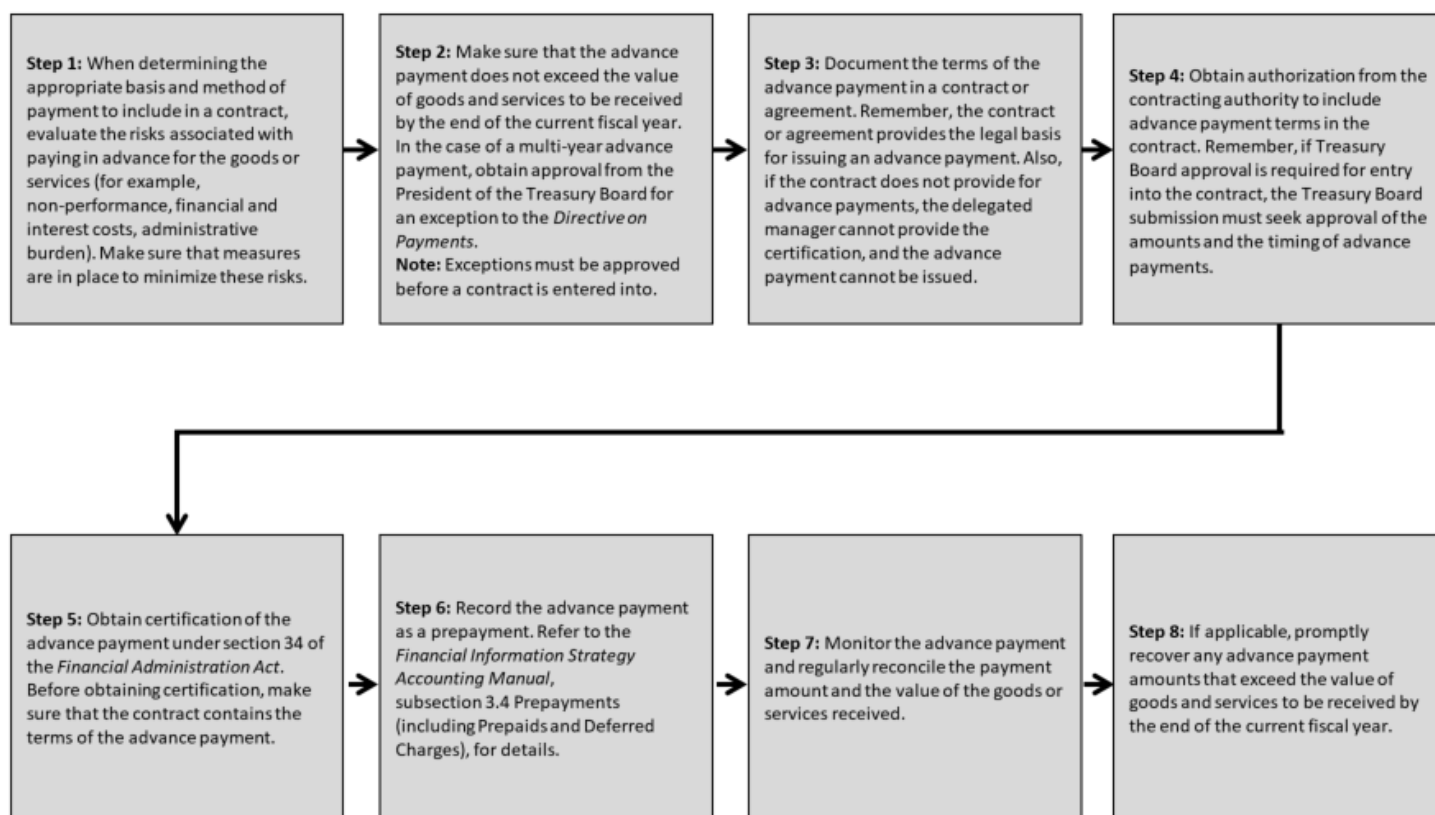 Step 1: When determining the
appropriate basis and method of
payment to include in a contract,
evaluate the risks associated with
paying in advance for the goods or
services (for example,
non-performance, financial and
interest costs, administrative
burden). Make sure that measures
are in place to minimize these risks.
Step 2: Make sure that the advance
payment does not exceed the value
of goods and services to be received
by the end of the current fiscal year.
In the case of a multi-year advance
payment, obtain approval from the
President of the Treasury Board for
an exception to the Directive on
Payments.
Note: Exceptions must be approved
before a contract is entered into.
Step 3: Document the terms of the
advance payment in a contract or
agreement. Remember, the contract
or agreement provides the legal basis
for issuing an advance payment. Also,
if the contract does not provide for
advance payments, the delegated
manager cannot provide the
certification, and the advance
payment cannot be issued.
Step 4: Obtain authorization from the
contracting authority to include
advance payment terms in the
contract. Remember, if Treasury
Board approval is required for entry
into the contract, the Treasury Board
submission must seek approval of the
amounts and the timing of advance
payments.
Step 5: Obtain certification of the
advance payment under section 34 of
the Financial Administration Act.
Before obtaining certification, make
sure that the contract contains the
terms of the advance payment.
Step 6: Record the advance payment
as a prepayment. Refer to the
Financial Information Strategy
Accounting Manual,
subsection 3.4 Prepayments
(including Prepaids and Deferred
Charges), for details.
Step 7: Monitor the advance payment
and regularly reconcile the payment
amount and the value of the goods or
services received.
Step 8: If applicable, promptly
recover any advance payment
amounts that exceed the value of
goods and services to be received by
the end of the current fiscal year.